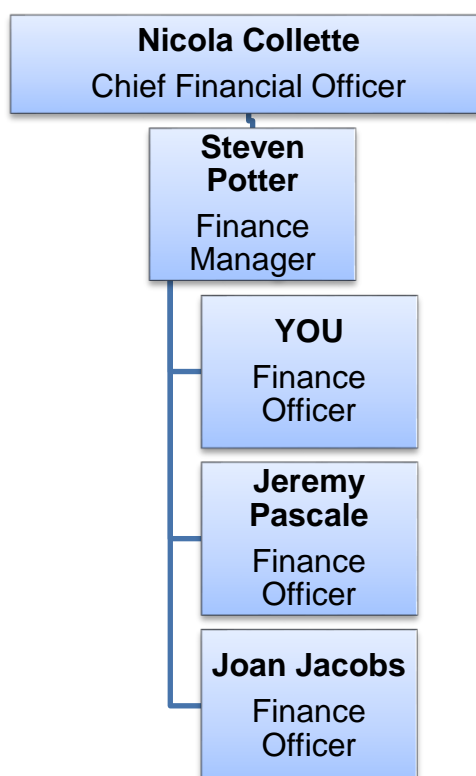 Nicola Collette
Chief Financial Officer
Steven
Potter
Finance
Manager
YOU
Finance
Officer
Jeremy
Pascale
Finance
Officer
Joan Jacobs
Finance
Officer